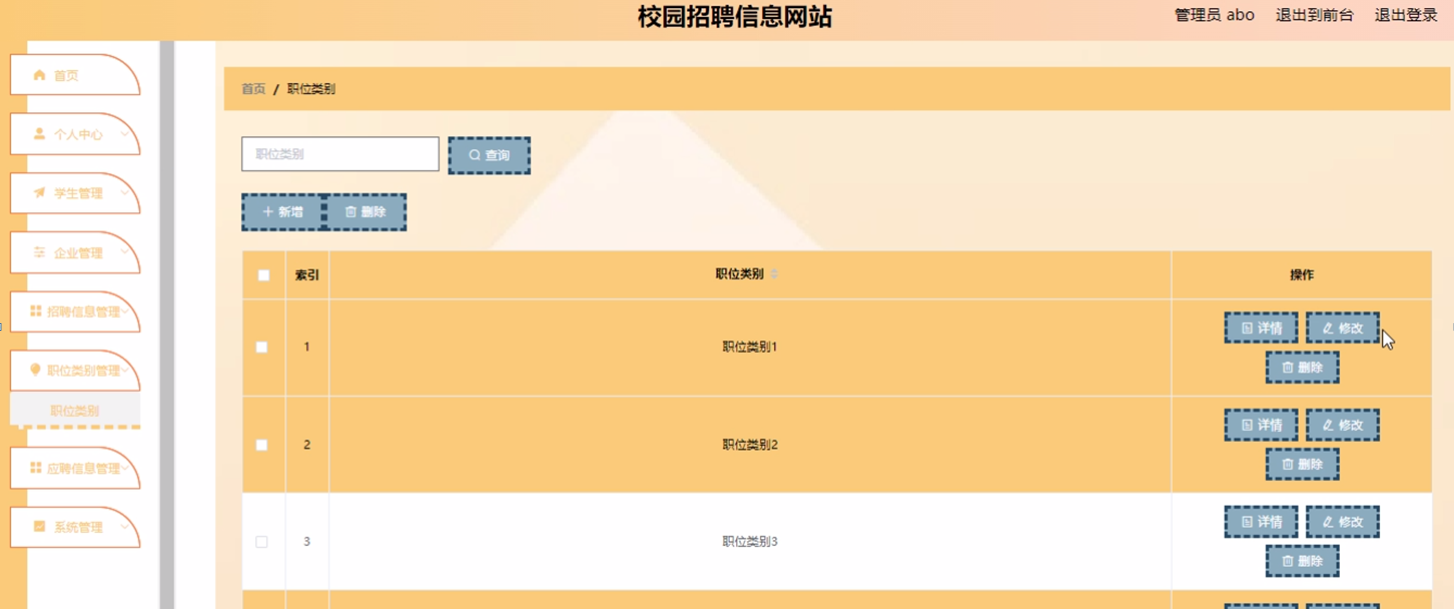 校园招聘信息网站
管理员 abo 退出到前台 退出登录
首页
个人中心
学生管理
企业管理
招聘信息管理
职位类别管理
职位类别
应聘信息管理
系统管理
首页 / 职位类别
职位类别 查询
新增 删除
索引 职位类别 操作
1 职位类别1 详情 修改
删除
2 职位类别2 详情 修改
删除
3 职位类别3 详情 修改
删除